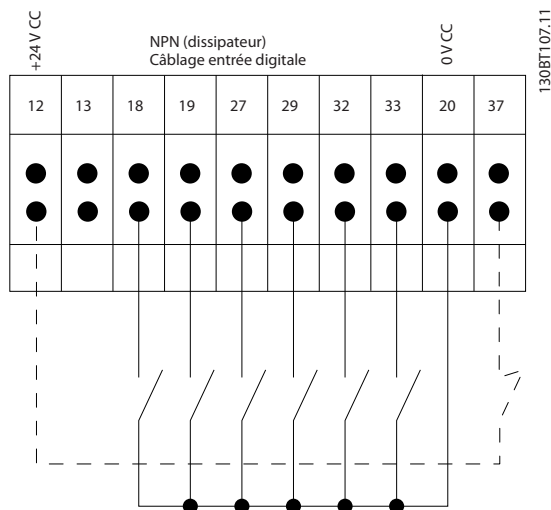 +24 V CC
NPN (dissipateur)
Câblage entrée digitale
0 V CC
130BT107.11
12 13 18 19 27 29 32 33 20 37